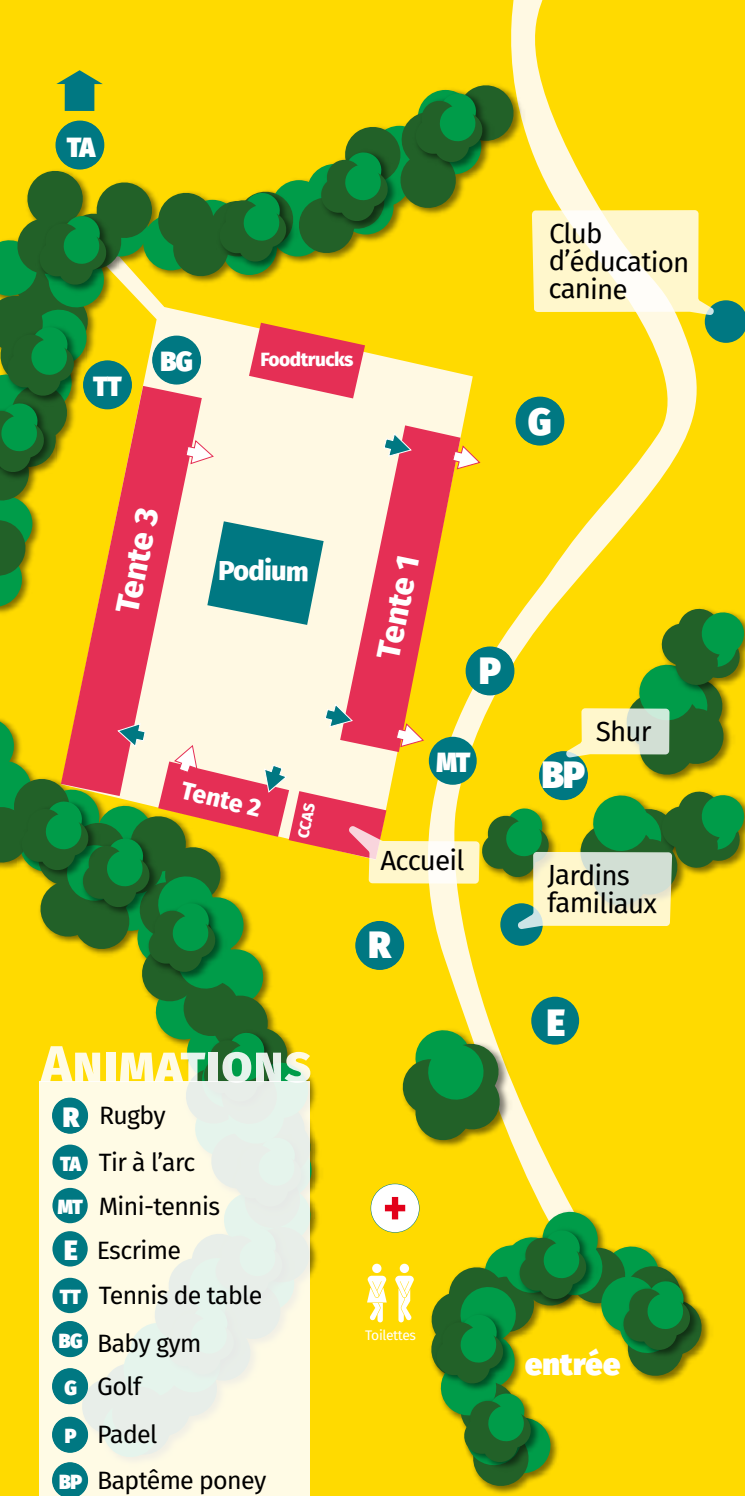 TA
Club
d'éducation
canine
BG
Foodtrucks
TT
G
Tente 3
Podium
Tente 1
P
Shur
MT
BP
Tente 2
CCAS
Accueil
Jardins
familiaux
R
E
ANIMATIONS
R Rugby
TA Tir à l'arc
MT Mini-tennis
E Escrime
TT Tennis de table
BG Baby gym
G Golf
P Padel
BP Baptême poney
Toilettes
entrée